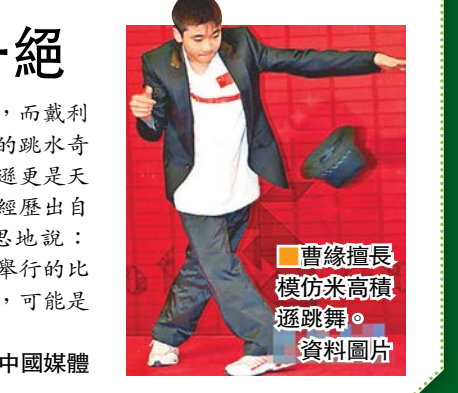 絕
，而戴利
的跳水奇
遜更是天
經歷出自
思地說：
舉行的比
，可能是
中國媒體
■曹緣擅長
模仿米高積
遜跳舞。
資料圖片